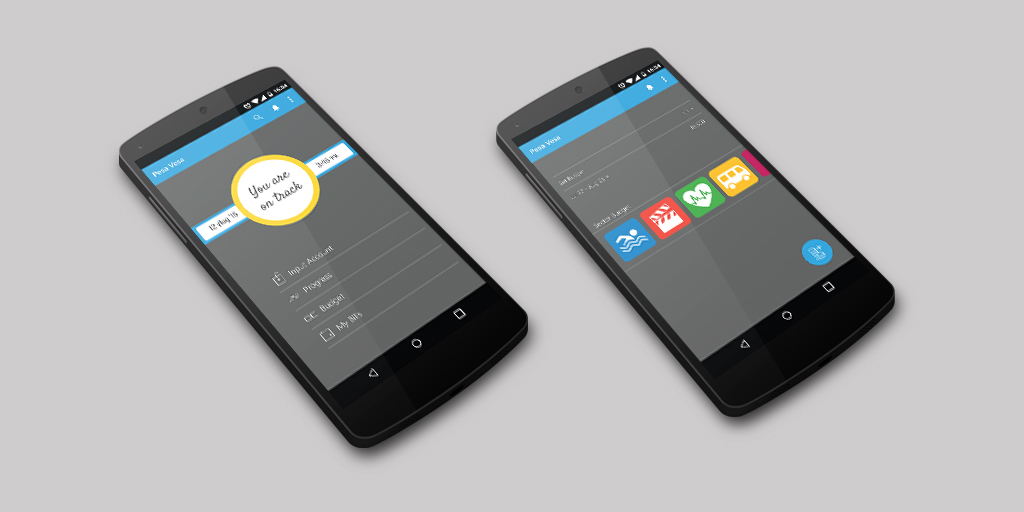 16:34
Pesa Vesa
You are
on track
12 Aug '15
Input Account
Progress
Budget
My Bills
16:34
Pesa Vesa
Set Budget
Sector Budget